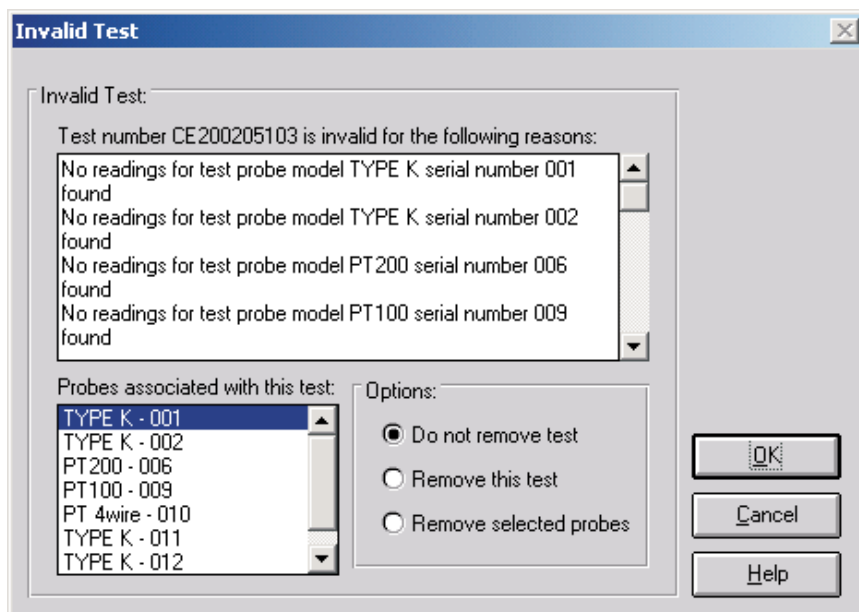 Invalid Test
Invalid Test:
Test number CE200205103 is invalid for the following reasons:
No readings for test probe model TYPE K serial number 001
found
No readings for test probe model TYPE K serial number 002
found
No readings for test probe model PT200 serial number 006
found
No readings for test probe model PT100 serial number 009
found
Probes associated with this test:
TYPE K - 001
TYPE K - 002
PT200 - 006
PT100 - 009
PT 4wire - 010
TYPE K - 011
TYPE K - 012
Options:
Do not remove test
Remove this test
Remove selected probes
OK
Cancel
Help